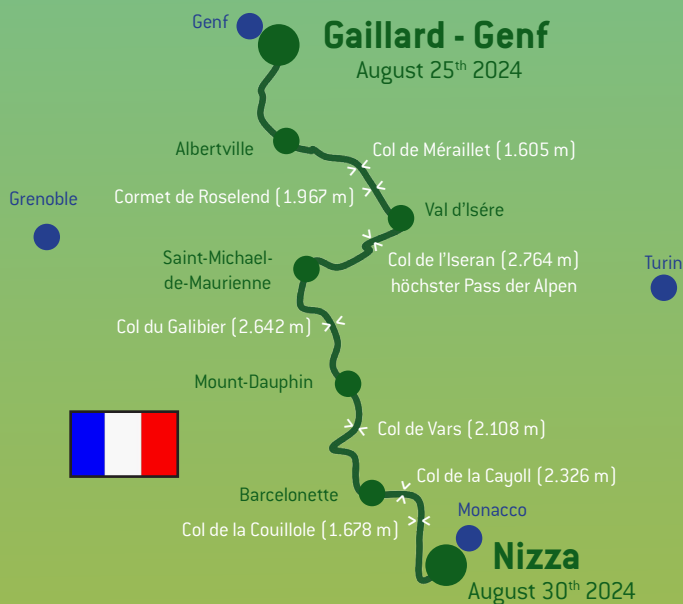 Genf
Gaillard - Genf
August 25th 2024
Albertville
Col de Méraillet (1.605 m)
Cormet de Roselend (1.967 m)
Grenoble
Val d'Isére
Saint-Michael-
de-Maurienne
Col de l'Iseran (2.764 m)
höchster Pass der Alpen
Turin
Col du Galibier (2.642 m)
Mount-Dauphin
Col de Vars (2.108 m)
Col de la Cayoll (2.326 m)
Barcelonette
Monacco
Col de la Couillole (1.678 m)
Nizza
August 30th 2024